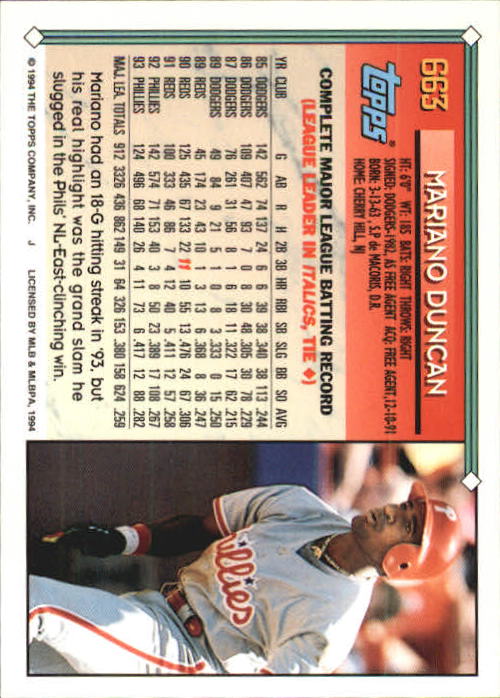 663
MARIANO DUNCAN
topps
HT: 6'0" WT: 185 BATS: RIGHT THROWS: RIGHT
SIGNED: DODGERS-1982, AS FREE AGENT ACQ: FREE AGENT, 12-10-91
BORN: 3-13-63, S.P. de MACORIS, D.R.
HOME: CHERRY HILL, NJ
COMPLETE MAJOR LEAGUE BATTING RECORD
(LEAGUE LEADER IN ITALICS, TIE ♦)
YR CLUB G AB R H 2B 3B HR RBI SB SLG BB SO AVG
85 DODGERS 142 562 74 137 24 6 6 39 38 .340 38 113 .244
86 DODGERS 109 407 47 93 7 0 8 30 48 .305 30 78 .229
87 DODGERS 76 261 31 56 8 1 6 18 11 .322 17 62 .215
89 DODGERS 49 84 9 21 5 1 0 8 3 .333 0 15 .250
89 REDS 45 174 23 43 10 1 3 13 6 .368 8 36 .247
90 REDS 125 435 67 133 22 11 10 55 13 .476 24 67 .306
91 REDS 100 333 46 86 7 4 12 40 5 .411 12 57 .258
92 PHILLIES 142 574 71 153 40 3 8 50 23 .389 17 108 .267
93 PHILLIES 124 496 68 140 26 4 11 73 6 .417 12 88 .282
MAJ. LEA. TOTALS 912 3326 436 862 149 31 64 326 153 .380 158 624 .259
Mariano had an 18-G hitting streak in '93, but
his real highlight was the grand slam he
slugged in the Phils' NL-East-clinching win.
© 1994 THE TOPPS COMPANY, INC. J LICENSED BY MLB & MLBPA, 1994
P
Phillies